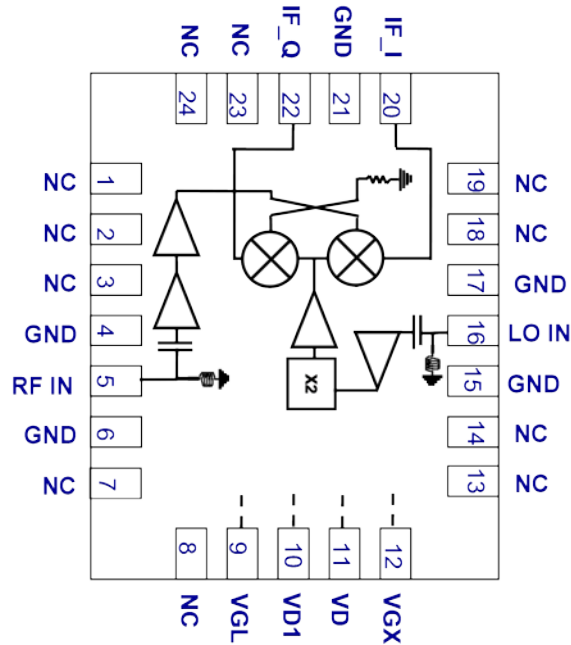 NC
NC
IF_Q
GND
IF_I
24
23
22
21
20
NC 1
NC 2
NC 3
GND 4
RF IN 5
GND 6
NC 7
19 NC
18 NC
17 GND
16 LO IN
15 GND
14 NC
13 NC
X2
8
9
10
11
12
NC
VGL
VD1
VD
VGX